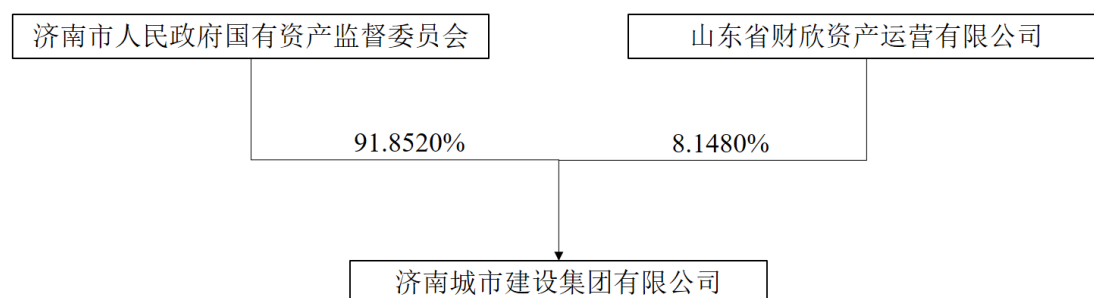 济南市人民政府国有资产监督委员会
山东省财欣资产运营有限公司
91.8520%
8.1480%
济南城市建设集团有限公司